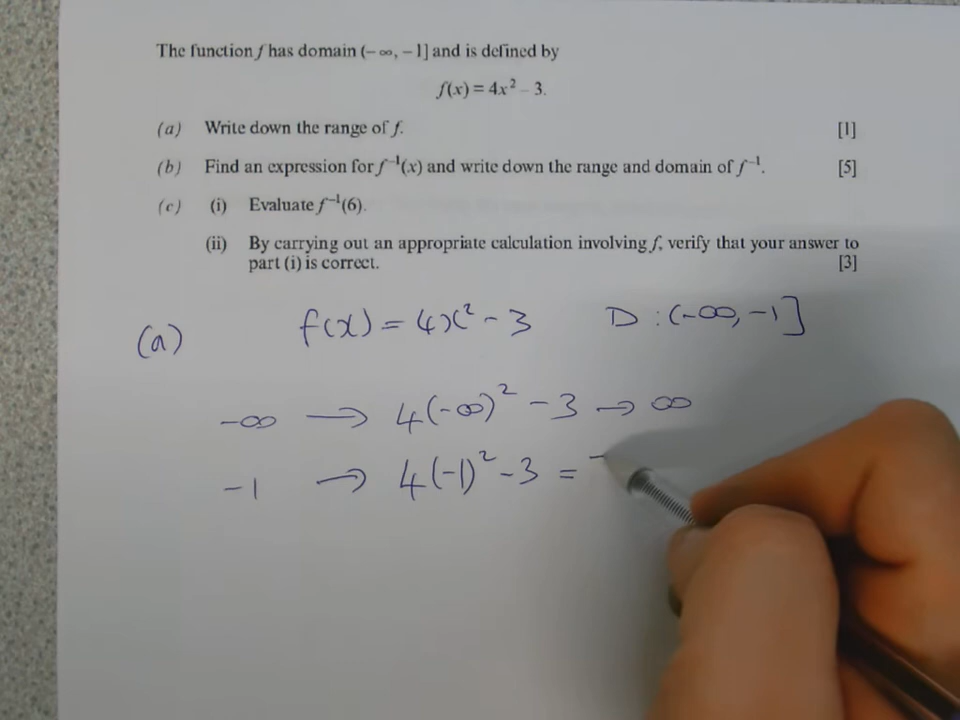 The function f has domain (– ∞, – 1] and is defined by
f(x) = 4x² – 3.
(a) Write down the range of f. [1]
(b) Find an expression for f⁻¹(x) and write down the range and domain of f⁻¹. [5]
(c) (i) Evaluate f⁻¹(6).
(ii) By carrying out an appropriate calculation involving f, verify that your answer to
part (i) is correct. [3]
(a) f(x) = 4x² – 3 D : (-∞, -1]
-∞ → 4(-∞)² – 3 → ∞
-1 → 4(-1)² – 3 =